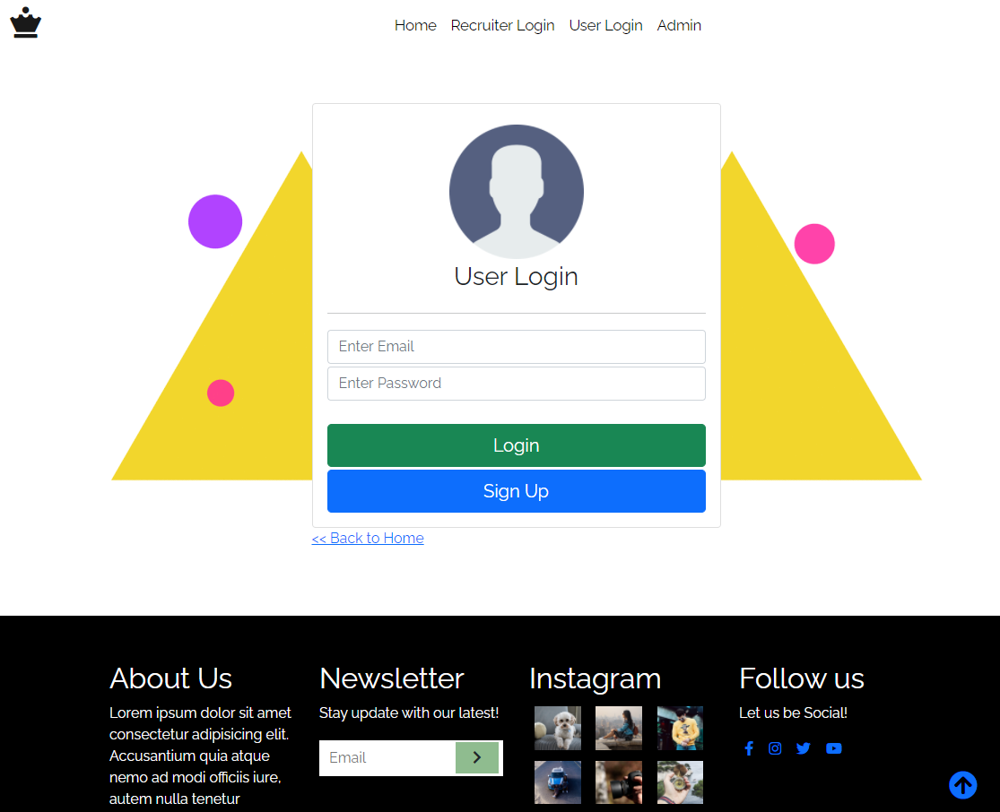 Home Recruiter Login User Login Admin
User Login
Enter Email
Enter Password
Login
Sign Up
<< Back to Home
About Us
Lorem ipsum dolor sit amet
consectetur adipisicing elit.
Accusantium quia atque
nemo ad modi officiis iure,
autem nulla tenetur
Newsletter
Stay update with our latest!
Email
Instagram
Follow us
Let us be Social!